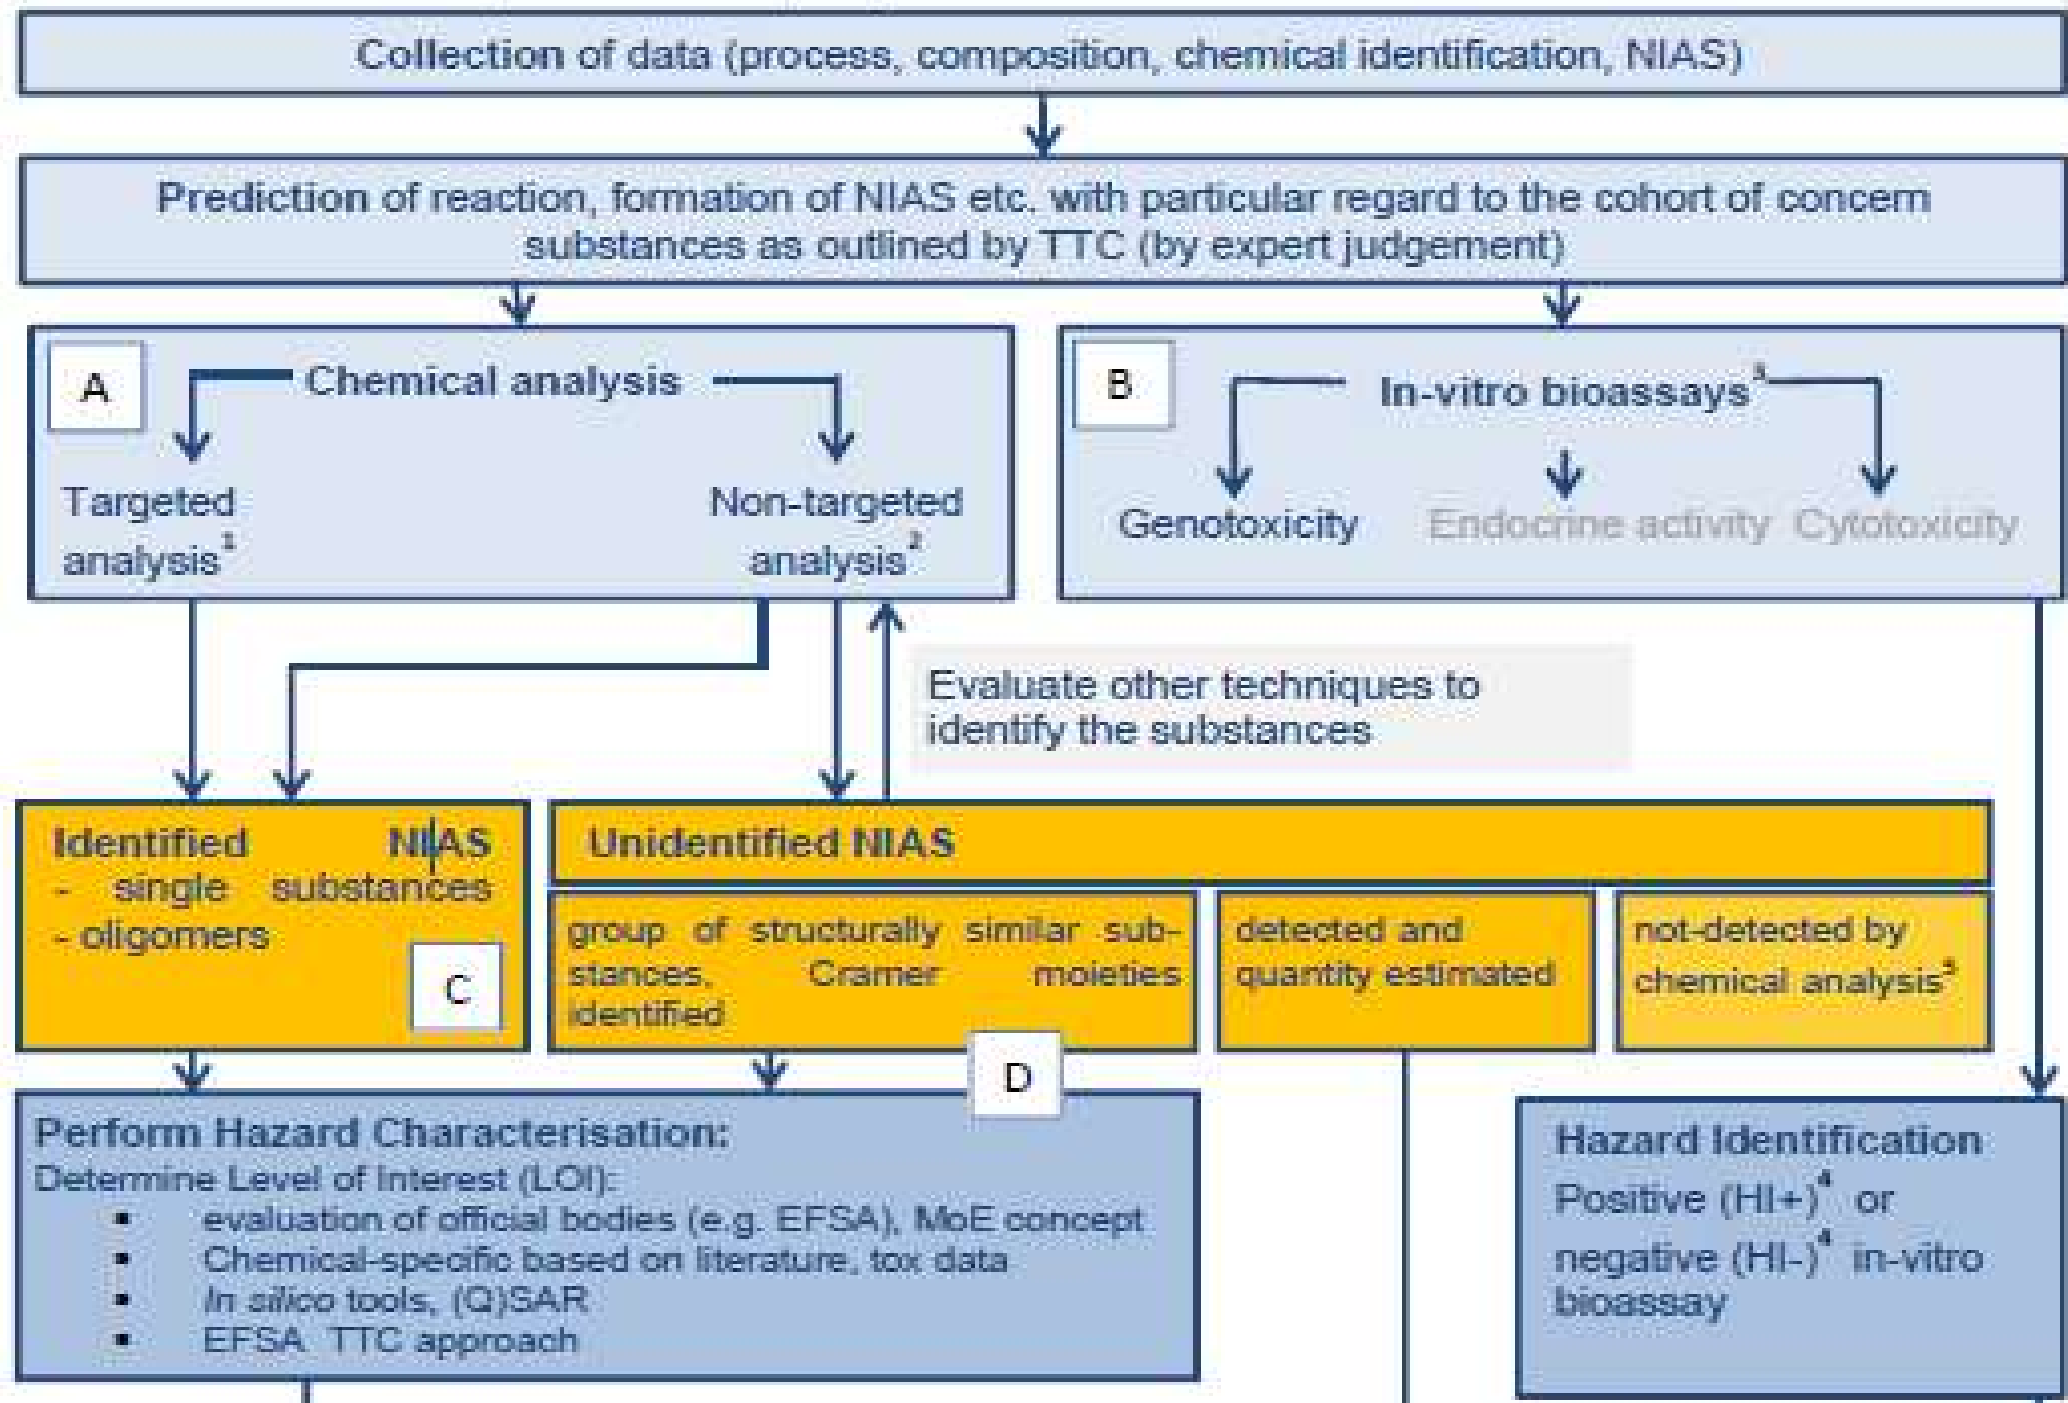 Collection of data (process, composition, chemical identification, NIAS)
Prediction of reaction, formation of NIAS etc. with particular regard to the cohort of concern
substances as outlined by TTC (by expert judgement)
A
Chemical analysis
Targeted
analysis¹
Non-targeted
analysis²
B
In-vitro bioassays³
Genotoxicity
Endocrine activity
Cytotoxicity
Evaluate other techniques to
identify the substances
Identified NIAS
- single substances
- oligomers
C
Unidentified NIAS
group of structurally similar sub-
stances, Cramer moieties
identified
detected and
quantity estimated
not-detected by
chemical analysis³
D
Perform Hazard Characterisation:
Determine Level of Interest (LOI):
▪ evaluation of official bodies (e.g. EFSA), MoE concept
▪ Chemical-specific based on literature, tox data
▪ In silico tools, (Q)SAR
▪ EFSA TTC approach
Hazard Identification
Positive (HI+)⁴ or
negative (HI-)⁴ in-vitro
bioassay